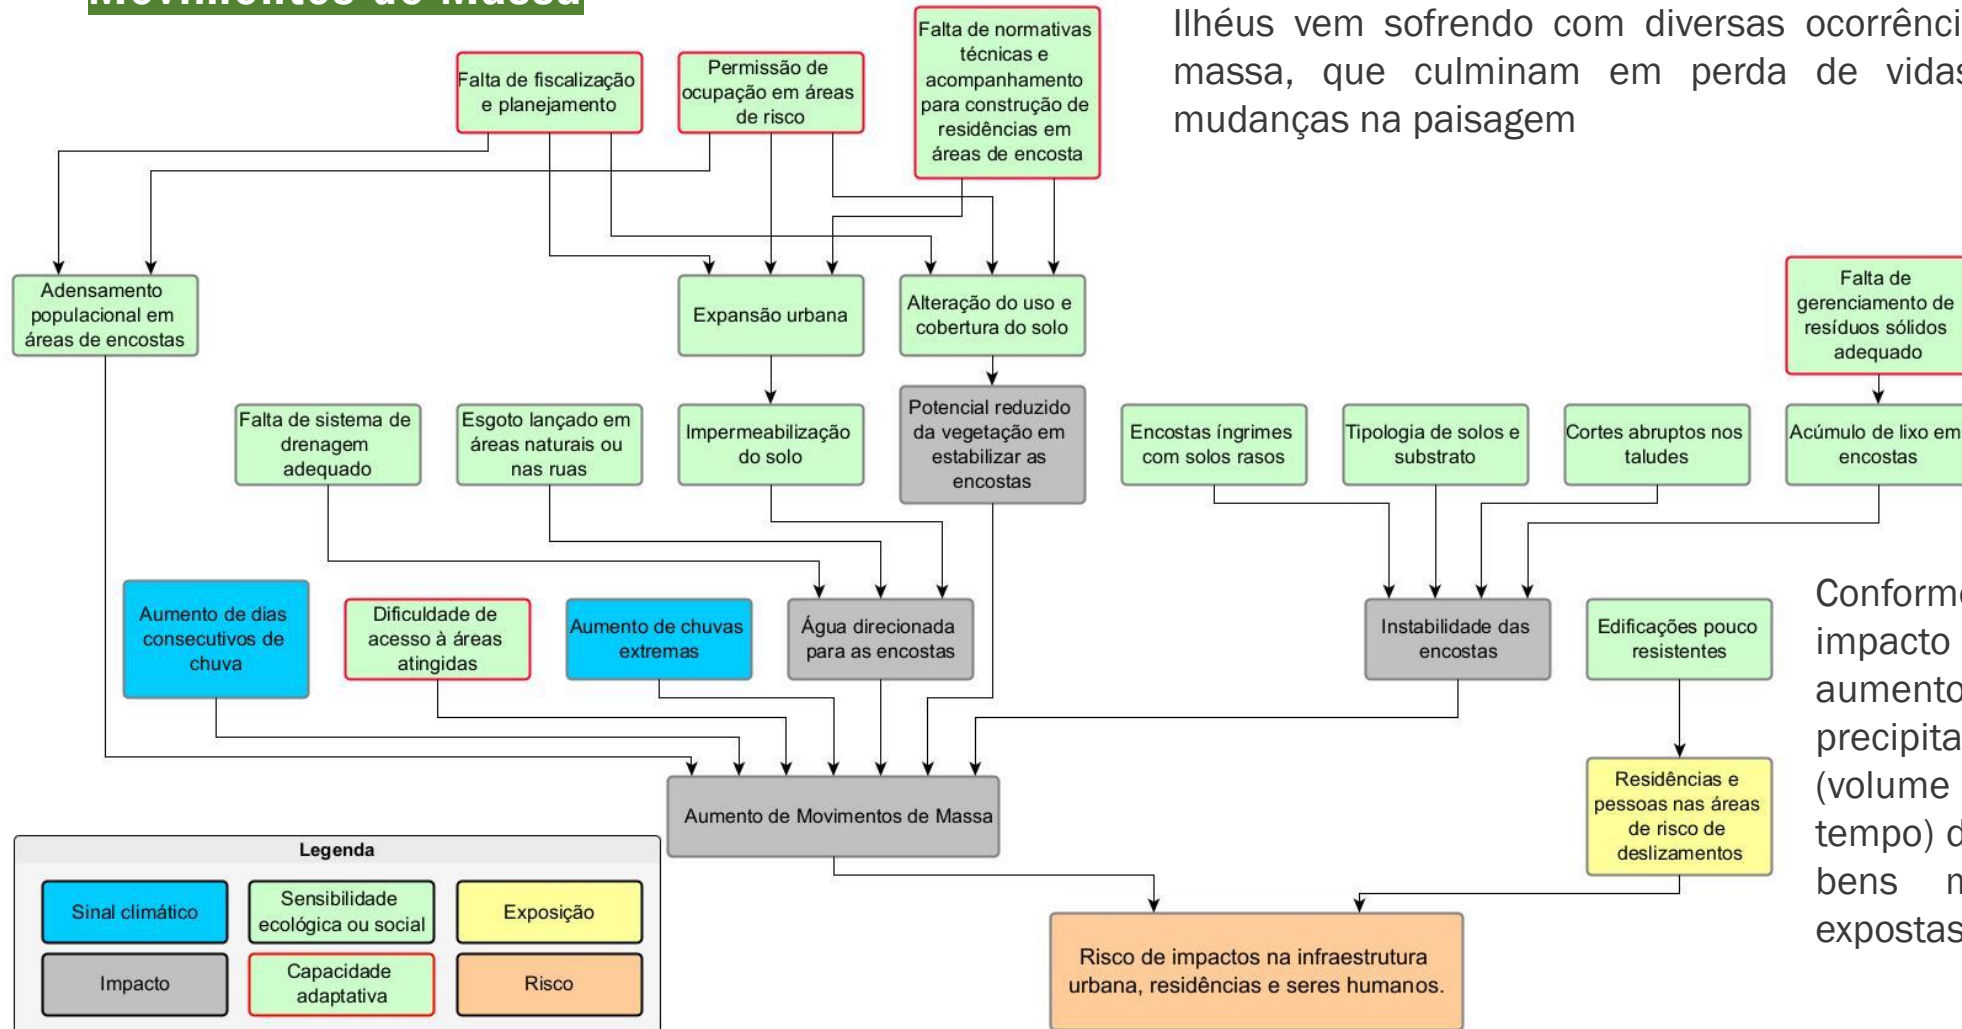 Movimentos de Massa
Ilhéus vem sofrendo com diversas
massa, que culminam em perda de
mudanças na paisagem
Falta de fiscalização
e planejamento
Permissão de
ocupação em áreas
de risco
Falta de normativas
técnicas e
acompanhamento
para construção de
residências em
áreas de encosta
Adensamento
populacional em
áreas de encostas
Expansão urbana
Alteração do uso e
cobertura do solo
Falta de
gerenciamento de
resíduos sólidos
adequado
Falta de sistema de
drenagem
adequado
Esgoto lançado em
áreas naturais ou
nas ruas
Impermeabilização
do solo
Potencial reduzido
da vegetação em
estabilizar as
encostas
Encostas íngrimes
com solos rasos
Tipologia de solos e
substrato
Cortes abruptos nos
taludes
Acúmulo de lixo em
encostas
Aumento de dias
consecutivos de
chuva
Dificuldade de
acesso à áreas
atingidas
Aumento de chuvas
extremas
Água direcionada
para as encostas
Instabilidade das
encostas
Edificações pouco
resistentes
Conforme
impacto
aumento
precipita
(volume
tempo) d
bens m
expostas
Aumento de Movimentos de Massa
Residências e
pessoas nas áreas
de risco de
deslizamentos
Risco de impactos na infraestrutura
urbana, residências e seres humanos.
Legenda
Sinal climático
Sensibilidade
ecológica ou social
Exposição
Impacto
Capacidade
adaptativa
Risco